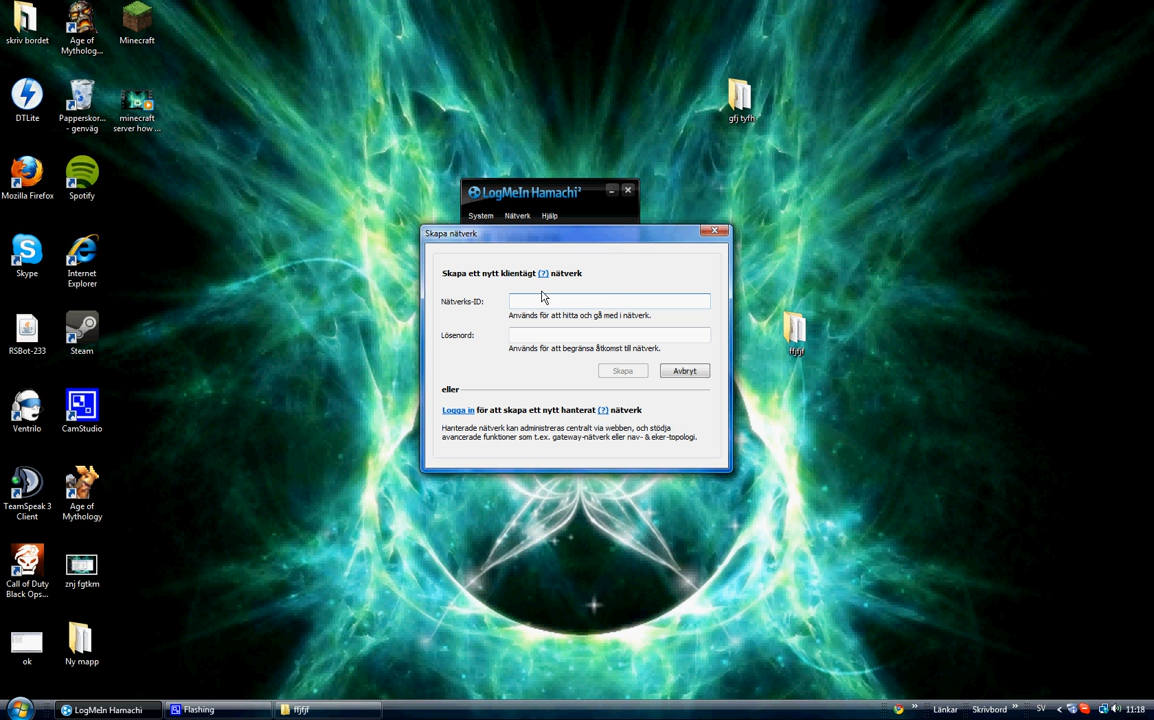 skriv bordet
Age of
Mytholog...
Minecraft
DTLite
Papperskor...
- genväg
minecraft
server how ...
gfj tyfh
Mozilla Firefox
Spotify
LogMeIn Hamachi²
System Nätverk Hjälp
Skapa nätverk
Skapa ett nytt klientägt (?) nätverk
Nätverks-ID:
Används för att hitta och gå med i nätverk.
Lösenord:
Används för att begränsa åtkomst till nätverk.
Skapa Avbryt
eller
Logga in för att skapa ett nytt hanterat (?) nätverk
Hanterade nätverk kan administreras centralt via webben, och stödja
avancerade funktioner som t.ex. gateway-nätverk eller nav- & eker-topologi.
Skype
Internet
Explorer
RSBot-233
Steam
ffjfjf
Ventrilo
CamStudio
TeamSpeak 3
Client
Age of
Mythology
Call of Duty
Black Ops...
znj fgtkm
ok
Ny mapp
LogMeIn Hamachi
Flashing
ffjfjf
Länkar
Skrivbord
SV
11:18